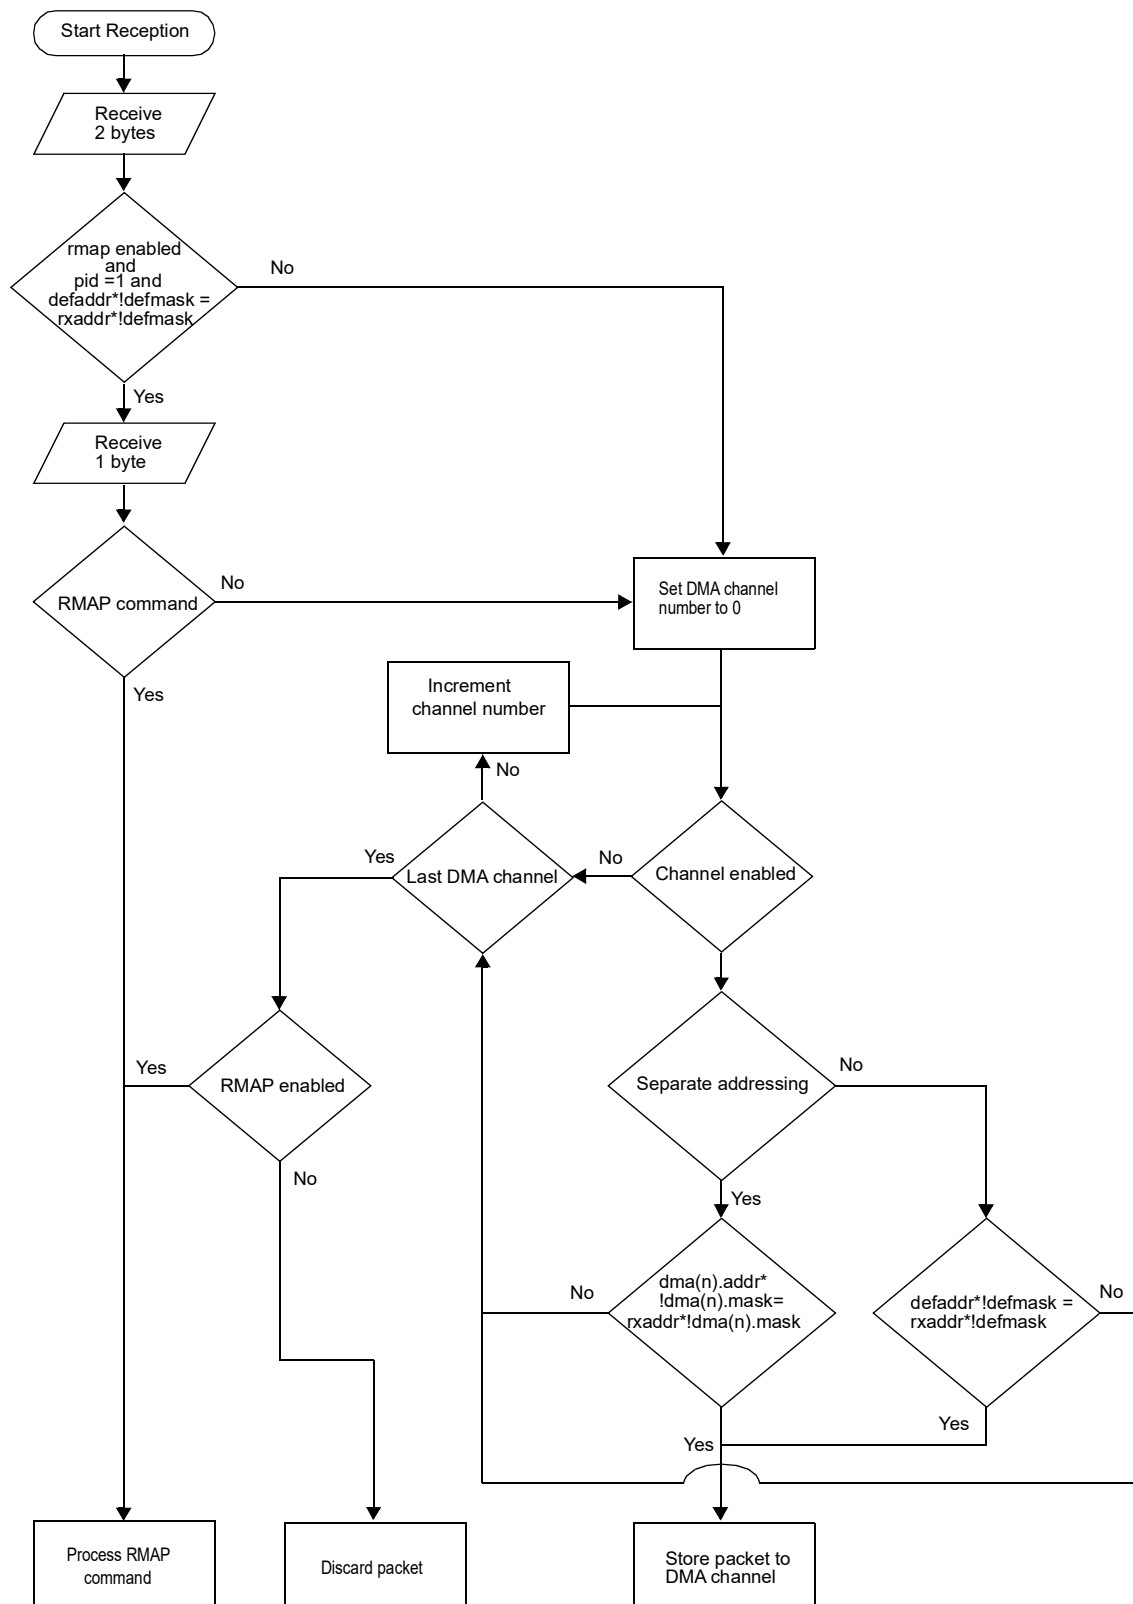 Start Reception
Receive
2 bytes
rmap enabled
and
pid =1 and
defaddr*!defmask =
rxaddr*!defmask
No
Yes
Receive
1 byte
RMAP command
No
Yes
Set DMA channel
number to 0
Increment
channel number
No
Last DMA channel
Yes
No
Channel enabled
Yes
RMAP enabled
No
Separate addressing
No
Yes
dma(n).addr*
!dma(n).mask=
rxaddr*!dma(n).mask
No
Yes
defaddr*!defmask =
rxaddr*!defmask
No
Yes
Process RMAP
command
Discard packet
Store packet to
DMA channel